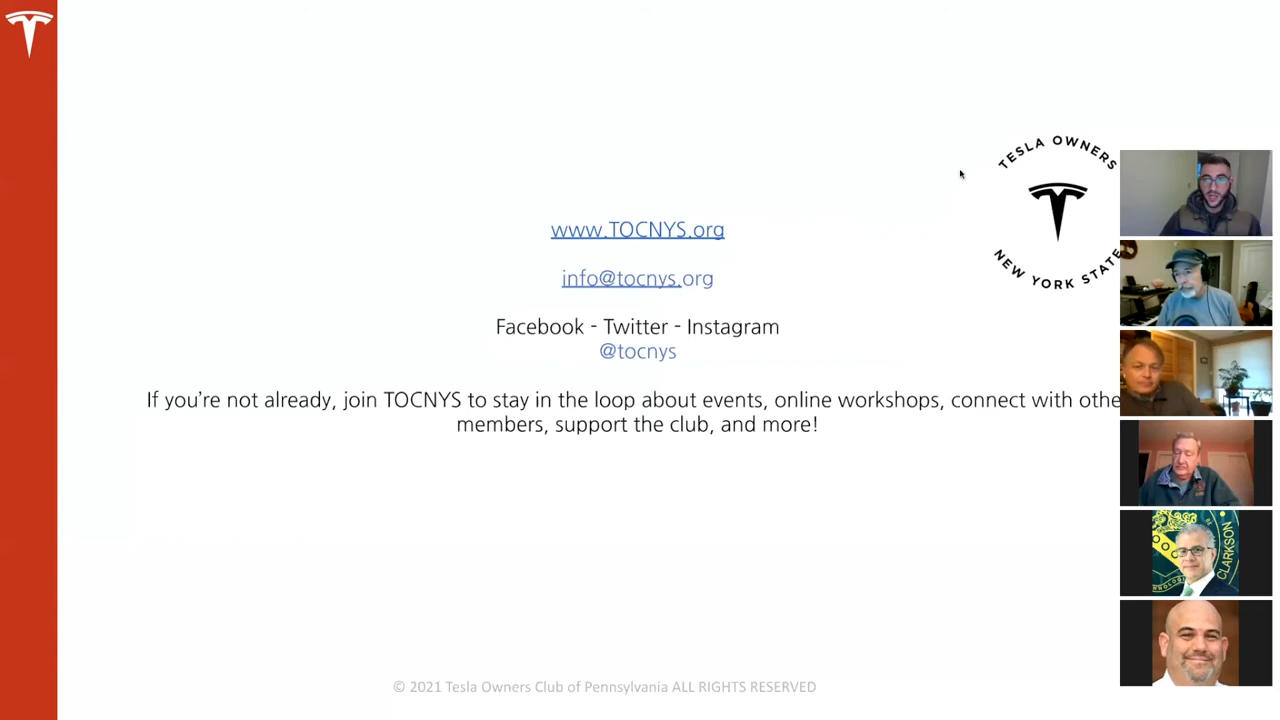 TESLA OWNERS
NEW YORK STATE
www.TOCNYS.org
info@tocnys.org
Facebook - Twitter - Instagram
@tocnys
If you’re not already, join TOCNYS to stay in the loop about events, online workshops, connect with othe
members, support the club, and more!
CLARKSON
© 2021 Tesla Owners Club of Pennsylvania ALL RIGHTS RESERVED